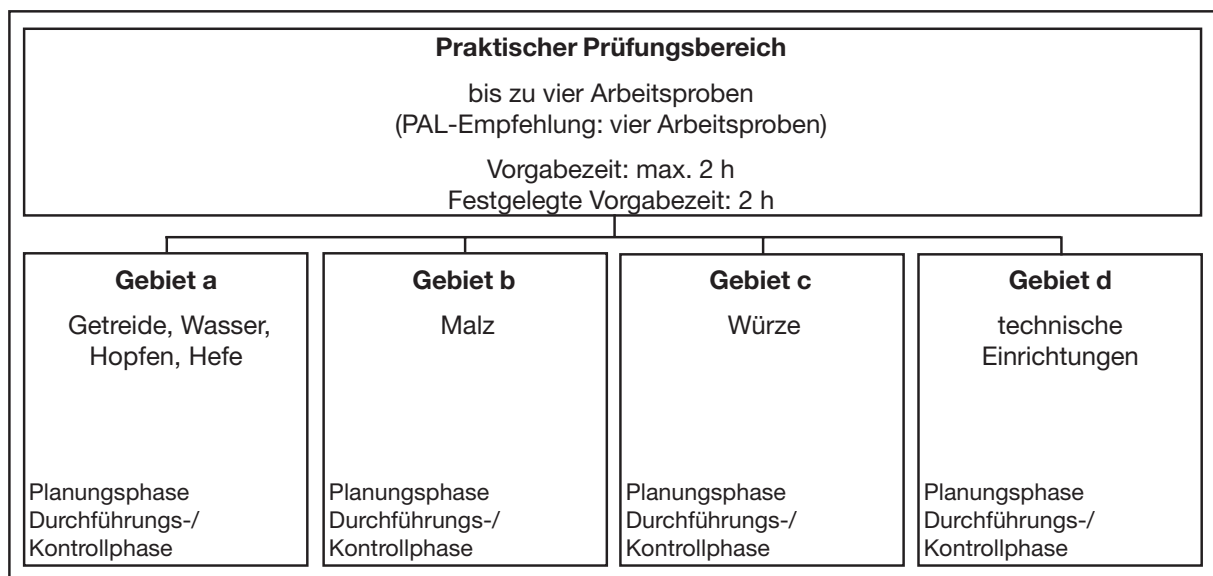 Praktischer Prüfungsbereich
bis zu vier Arbeitsproben
(PAL-Empfehlung: vier Arbeitsproben)
Vorgabezeit: max. 2 h
Festgelegte Vorgabezeit: 2 h
Gebiet a
Getreide, Wasser,
Hopfen, Hefe
Planungsphase
Durchführungs-/
Kontrollphase
Gebiet b
Malz
Planungsphase
Durchführungs-/
Kontrollphase
Gebiet c
Würze
Planungsphase
Durchführungs-/
Kontrollphase
Gebiet d
technische
Einrichtungen
Planungsphase
Durchführungs-/
Kontrollphase